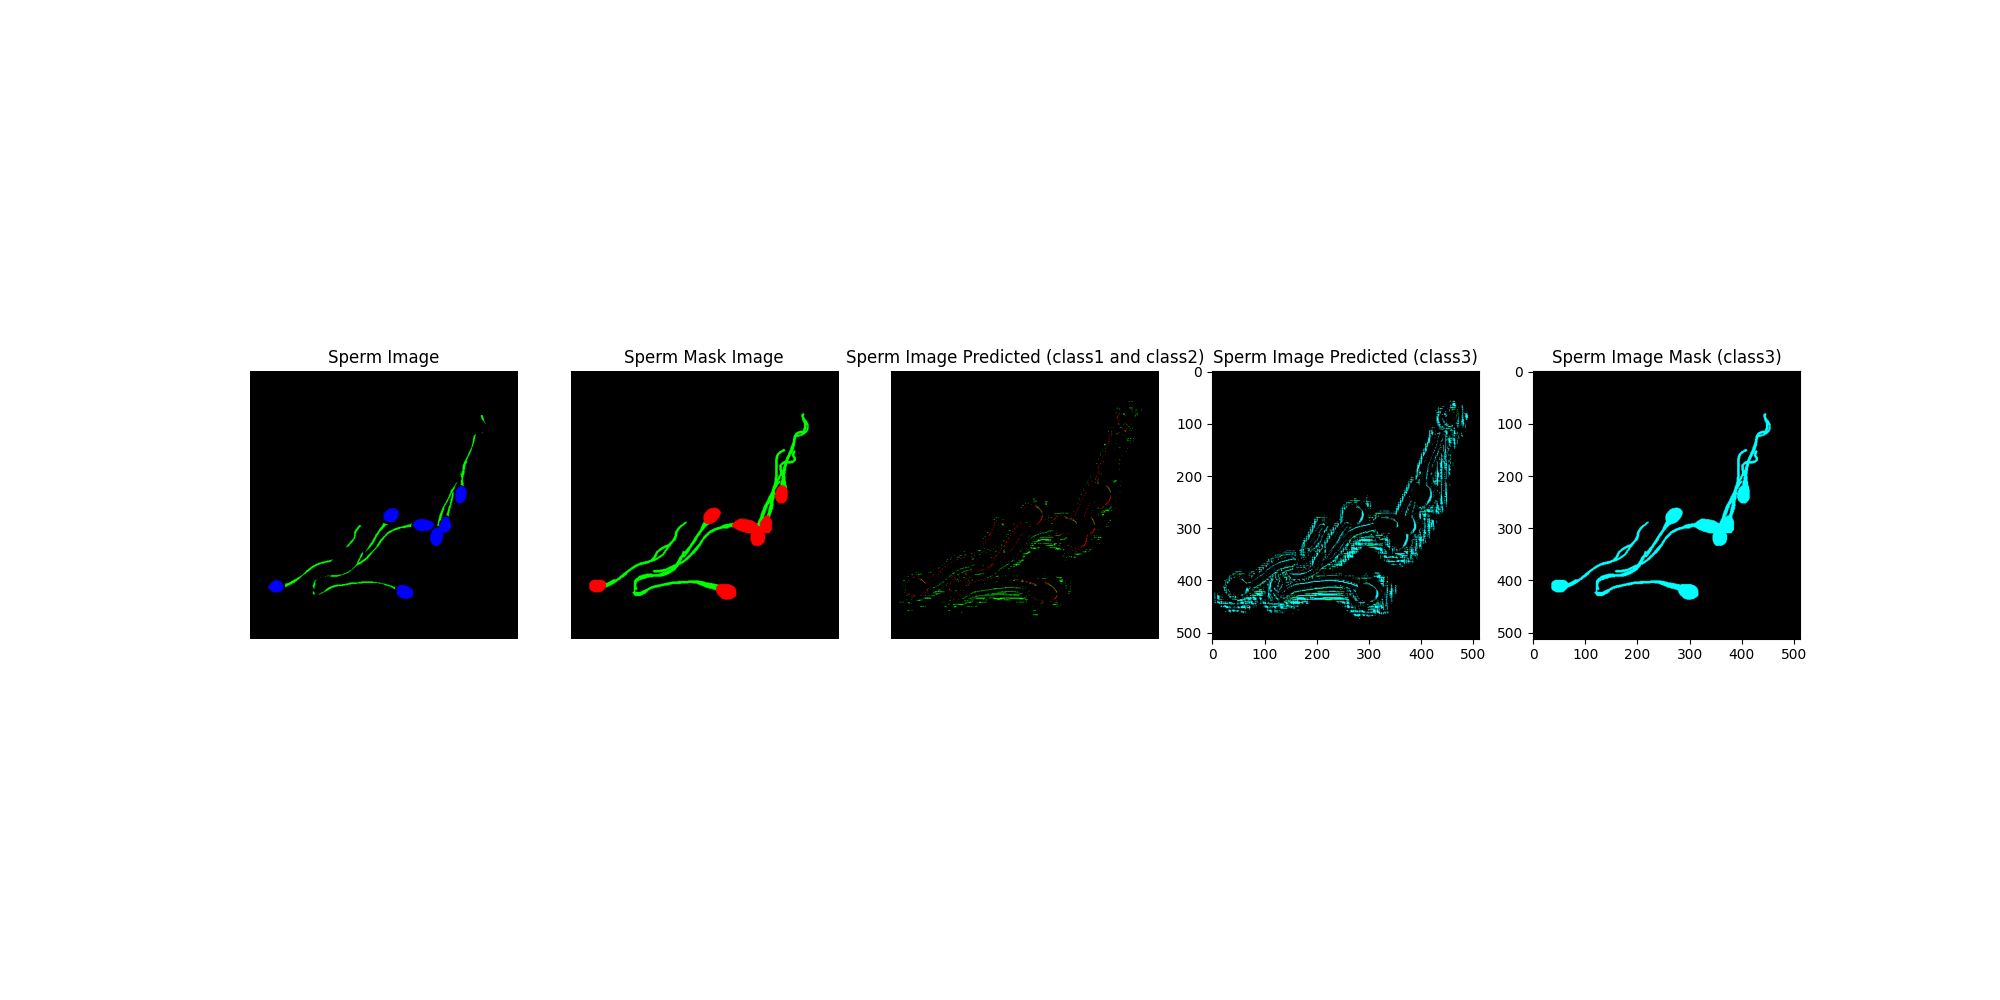 Sperm Image
Sperm Mask Image
Sperm Image Predicted (class1 and class2)
Sperm Image Predicted (class3)
Sperm Image Mask (class3)
0
100
200
300
400
500
0 100 200 300 400 500
0
100
200
300
400
500
0 100 200 300 400 500